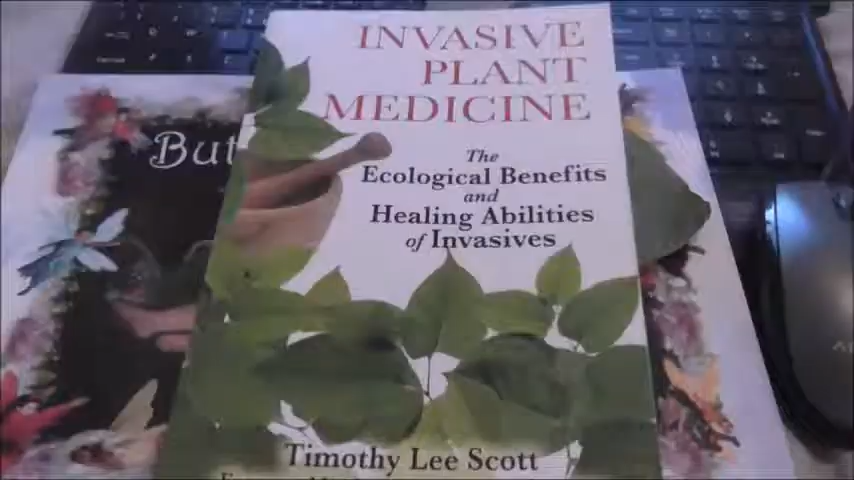 INVASIVE
PLANT
MEDICINE
The
Ecological Benefits
and
Healing Abilities
of Invasives
Timothy Lee Scott
But